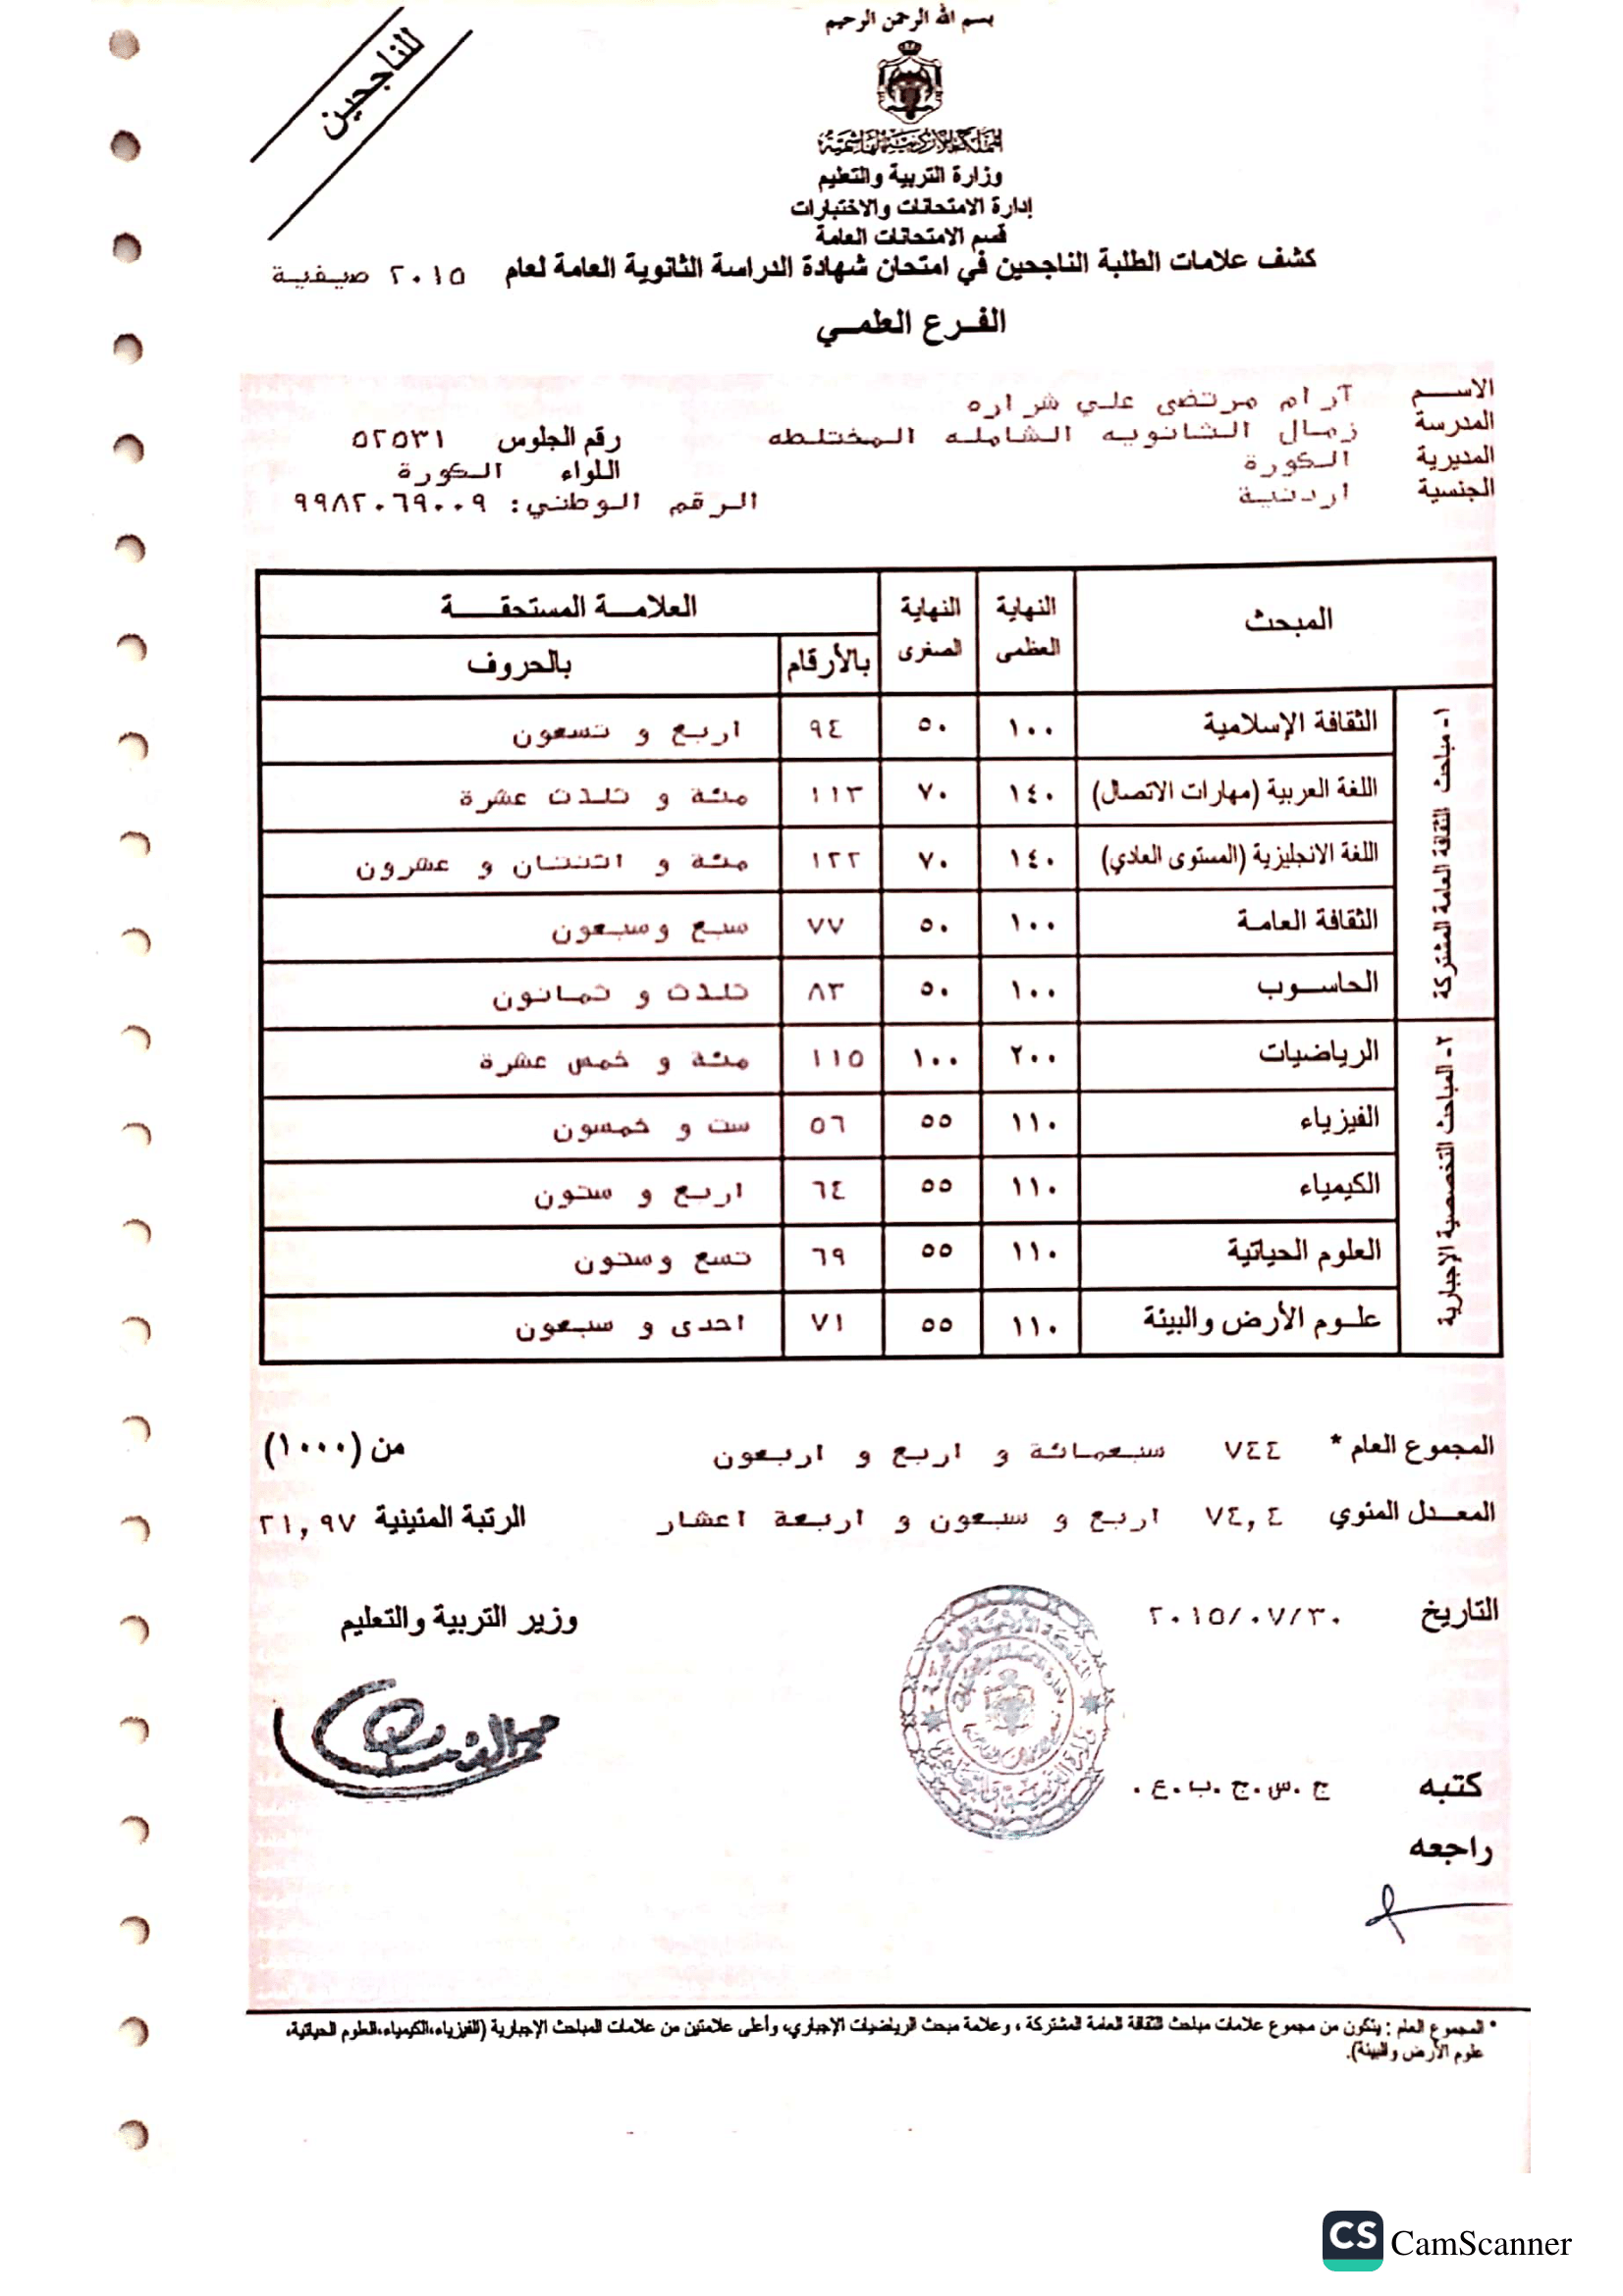 بسم الله الرحمن الرحيم
للناجحين
المملكة الأردنية الهاشمية
وزارة التربية والتعليم
إدارة الامتحانات والاختبارات
قسم الامتحانات العامة
كشف علامات الطلبة الناجحين في امتحان شهادة الدراسة الثانوية العامة لعام ٢٠١٥ صيفية
الفرع العلمي
الاسم آرام مرتضى علي شراره
المدرسة زمال الثانويه الشامله المختلطه رقم الجلوس ٥٢٥٣١
المديرية الكورة اللواء الكورة
الجنسية اردنية الرقم الوطني: ٩٩٨٢٠٦٩٠٠٩
المبحث النهاية العظمى النهاية الصغرى العلامة المستحقة
بالأرقام بالحروف
١- مباحث الثقافة العامة المشتركة
الثقافة الإسلامية ١٠٠ ٥٠ ٩٤ اربع و تسعون
اللغة العربية (مهارات الاتصال) ١٤٠ ٧٠ ١١٣ مئة و ثلاث عشرة
اللغة الانجليزية (المستوى العادي) ١٤٠ ٧٠ ١٢٢ مئة و اثنتان و عشرون
الثقافة العامة ١٠٠ ٥٠ ٧٧ سبع وسبعون
الحاسوب ١٠٠ ٥٠ ٨٣ ثلاث و ثمانون
٢- المباحث التخصصية الإجبارية
الرياضيات ٢٠٠ ١٠٠ ١١٥ مئة و خمس عشرة
الفيزياء ١١٠ ٥٥ ٥٦ ست و خمسون
الكيمياء ١١٠ ٥٥ ٦٤ اربع و ستون
العلوم الحياتية ١١٠ ٥٥ ٦٩ تسع وستون
علوم الأرض والبيئة ١١٠ ٥٥ ٧١ احدى و سبعون
المجموع العام * ٧٤٤ سبعمائة و اربع و اربعون من (١٠٠٠)
المعدل المئوي ٧٤,٤ اربع و سبعون و اربعة اعشار الرتبة المئينية ٢١,٩٧
التاريخ ٢٠١٥/٠٧/٣٠ وزير التربية والتعليم
كتبه ج.س.ج.ب.ع.
راجعه
* المجموع العام : يتكون من مجموع علامات مباحث الثقافة العامة المشتركة ، وعلامة مبحث الرياضيات الإجباري، وأعلى علامتين من علامات المباحث الإجبارية (الفيزياء،الكيمياء،العلوم الحياتية،
علوم الأرض والبيئة).
CS CamScanner